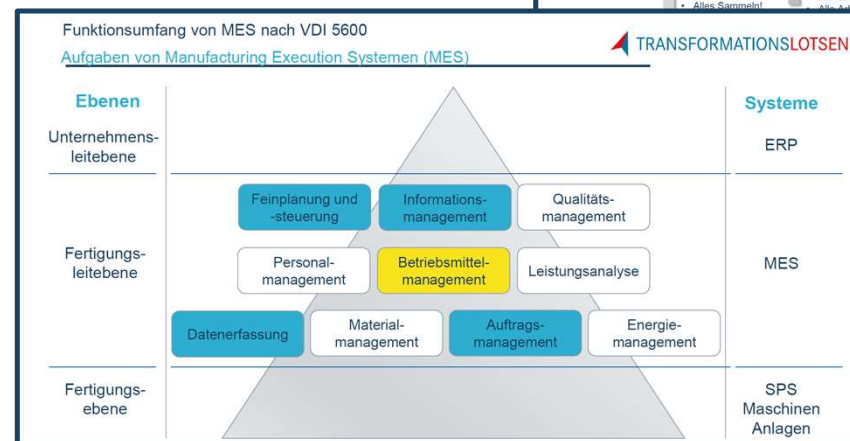 • Alles Sammeln!
Funktionsumfang von MES nach VDI 5600
Aufgaben von Manufacturing Execution Systemen (MES)
TRANSFORMATIONSLOTSEN
Ebenen
Systeme
Unternehmens-
leitebene
ERP
Feinplanung und
-steuerung
Informations-
management
Qualitäts-
management
Fertigungs-
leitebene
Personal-
management
Betriebsmittel-
management
Leistungsanalyse
MES
Datenerfassung
Material-
management
Auftrags-
management
Energie-
management
Fertigungs-
ebene
SPS
Maschinen
Anlagen